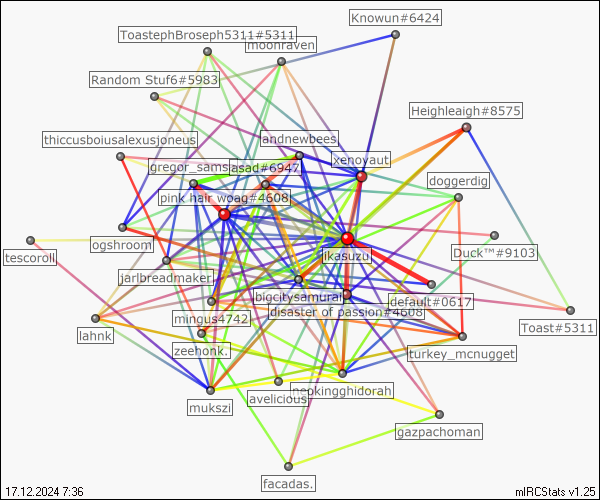 Knowun#6424
ToastephBroseph5311#5311
moonraven
Random Stuf6#5983
Heighleaigh#8575
thiccusboiusalexusjoneus
andnewbees
xenoyaut
gregor_samsa
asad#6947
doggerdig
pink hair woag#4608
ogshroom
ikasuzu
Duck™#9103
tescoroll
jarlbreadmaker
bigcitysamurai
default#0617
disaster of passion#4608
mingus4742
Toast#5311
lahnk
zeehonk.
turkey_mcnugget
nepkingghidorah
avelicious
mukszi
gazpachoman
facadas.
17.12.2024 7:36
mIRCStats v1.25